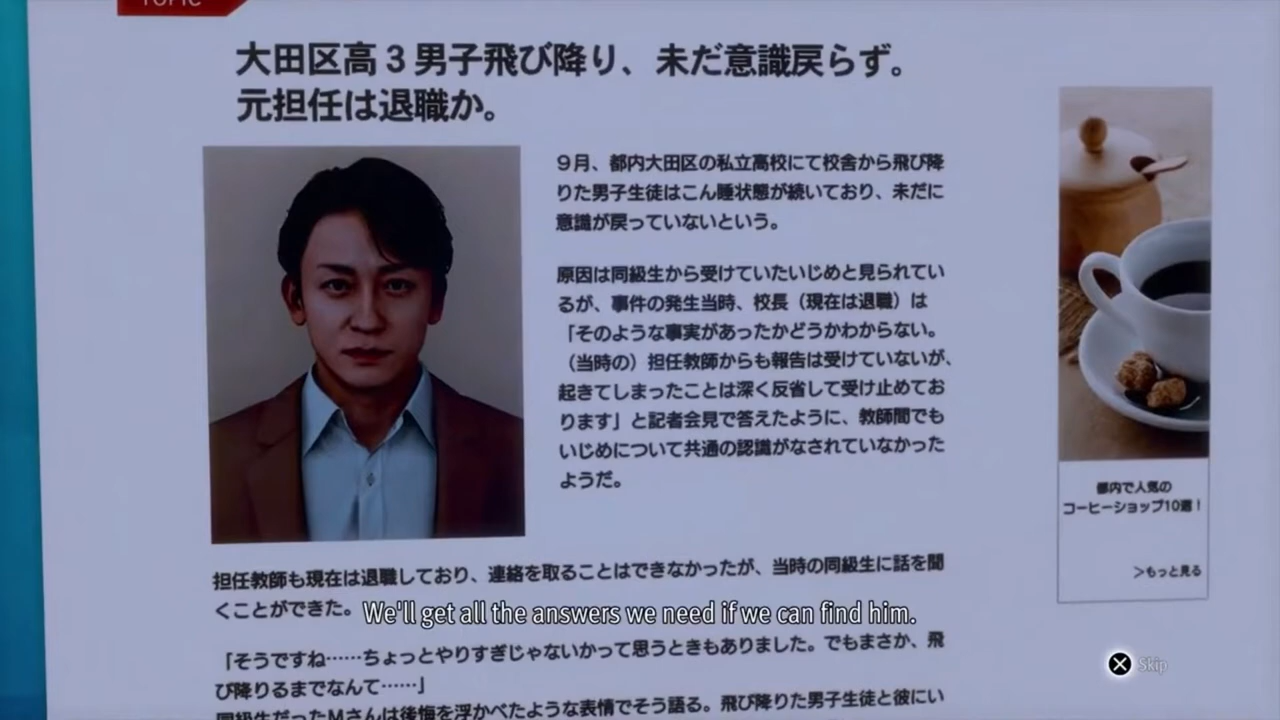 TOPIC
大田区高3男子飛び降り、未だ意識戻らず。
元担任は退職か。
9月、都内大田区の私立高校にて校舎から飛び降
りた男子生徒はこん睡状態が続いており、未だに
意識が戻っていないという。
原因は同級生から受けていたいじめと見られてい
るが、事件の発生当時、校長（現在は退職）は
「そのような事実があったかどうかわからない。
（当時の）担任教師からも報告は受けていないが、
起きてしまったことは深く反省して受け止めてお
ります」と記者会見で答えたように、教師間でも
いじめについて共通の認識がなされていなかった
ようだ。
担任教師も現在は退職しており、連絡を取ることはできなかったが、当時の同級生に話を聞
くことができた。
「そうですね……ちょっとやりすぎじゃないかって思うときもありました。でもまさか、飛
び降りるまでなんて……」
同級生だったMさんは後悔を浮かべたような表情でそう語る。飛び降りた男子生徒と彼にい
都内で人気の
コーヒーショップ10選！
＞もっと見る
We'll get all the answers we need if we can find him.
Skip